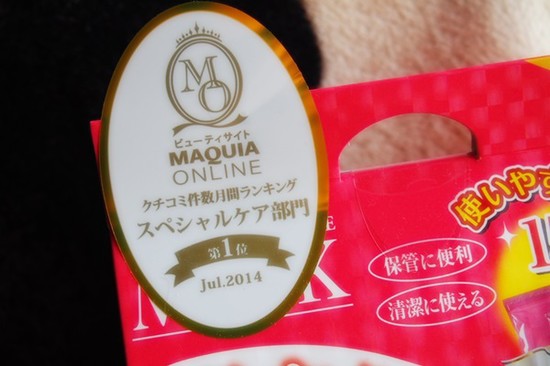 MO
ビューティサイト
MAQUIA
ONLINE
クチコミ件数月間ランキング
スペシャルケア部門
第1位
Jul.2014
保管に便利
清潔に使える
使いやす